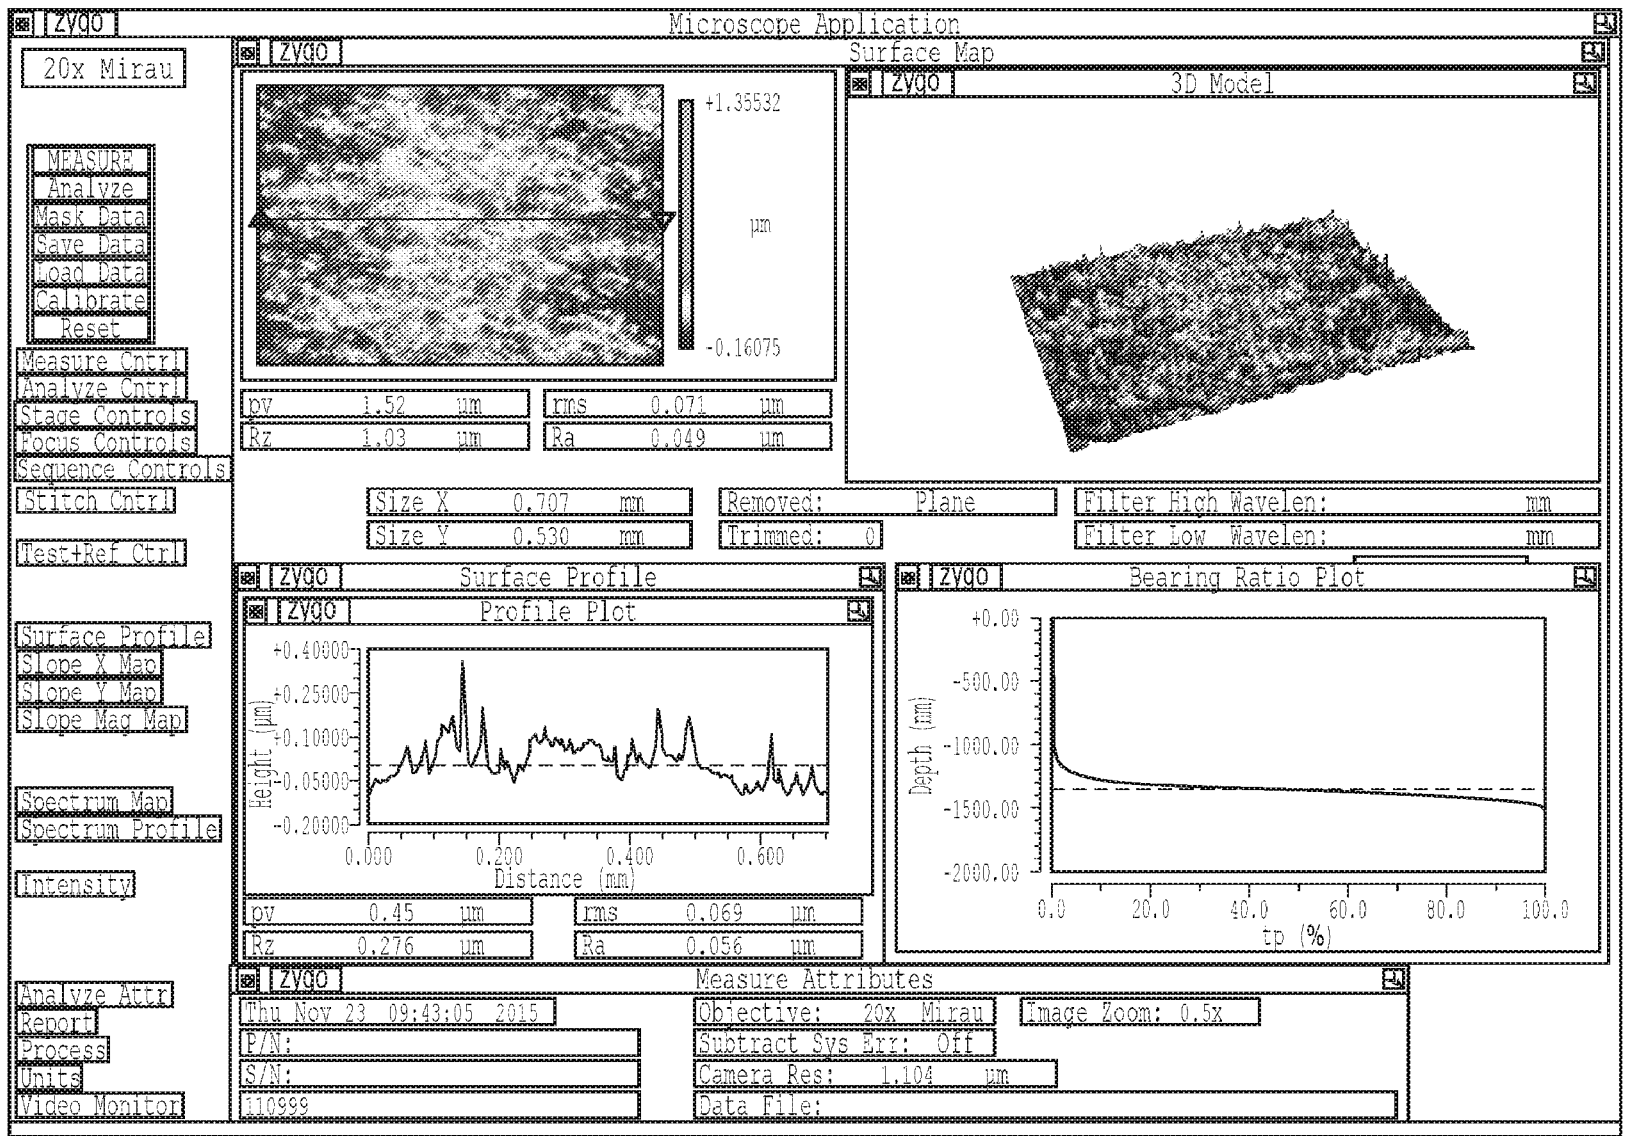 zygo Microscope Application
20x Mirau
MEASURE
Analyze
Mask Data
Save Data
Load Data
Calibrate
Reset
Measure Cntrl
Analyze Cntrl
Stage Controls
Focus Controls
Sequence Controls
Stitch Cntrl
Test+Ref Ctrl
Surface Profile
Slope X Map
Slope Y Map
Slope Mag Map
Spectrum Map
Spectrum Profile
Intensity
Analyze Attr
Report
Process
Units
Video Monitor
zygo Surface Map
+1.35532
µm
-0.16075
zygo 3D Model
pv 1.52 µm rms 0.071 µm
Rz 1.03 µm Ra 0.049 µm
Size X 0.707 mm Removed: Plane Filter High Wavelen: mm
Size Y 0.530 mm Trimmed: 0 Filter Low Wavelen: mm
zygo Surface Profile
zygo Profile Plot
Height (µm)
+0.40000
+0.25000
+0.10000
-0.05000
-0.20000
0.000 0.200 0.400 0.600
Distance (mm)
pv 0.45 µm rms 0.069 µm
Rz 0.276 µm Ra 0.056 µm
zygo Bearing Ratio Plot
Depth (nm)
+0.00
-500.00
-1000.00
-1500.00
-2000.00
0.0 20.0 40.0 60.0 80.0 100.0
tp (%)
zygo Measure Attributes
Thu Nov 23 09:43:05 2015 Objective: 20x Mirau Image Zoom: 0.5x
P/N: Subtract Sys Err: Off
S/N: Camera Res: 1.104 µm
110999 Data File: